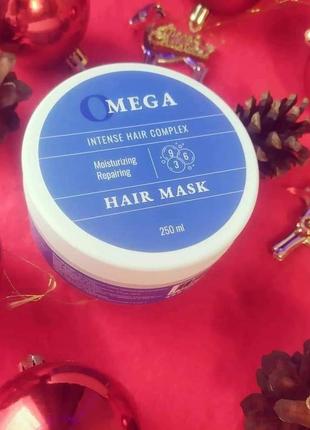 OMEGA
INTENSE HAIR COMPLEX
Moisturizing
Repairing
9 6
3
HAIR MASK
250 ml